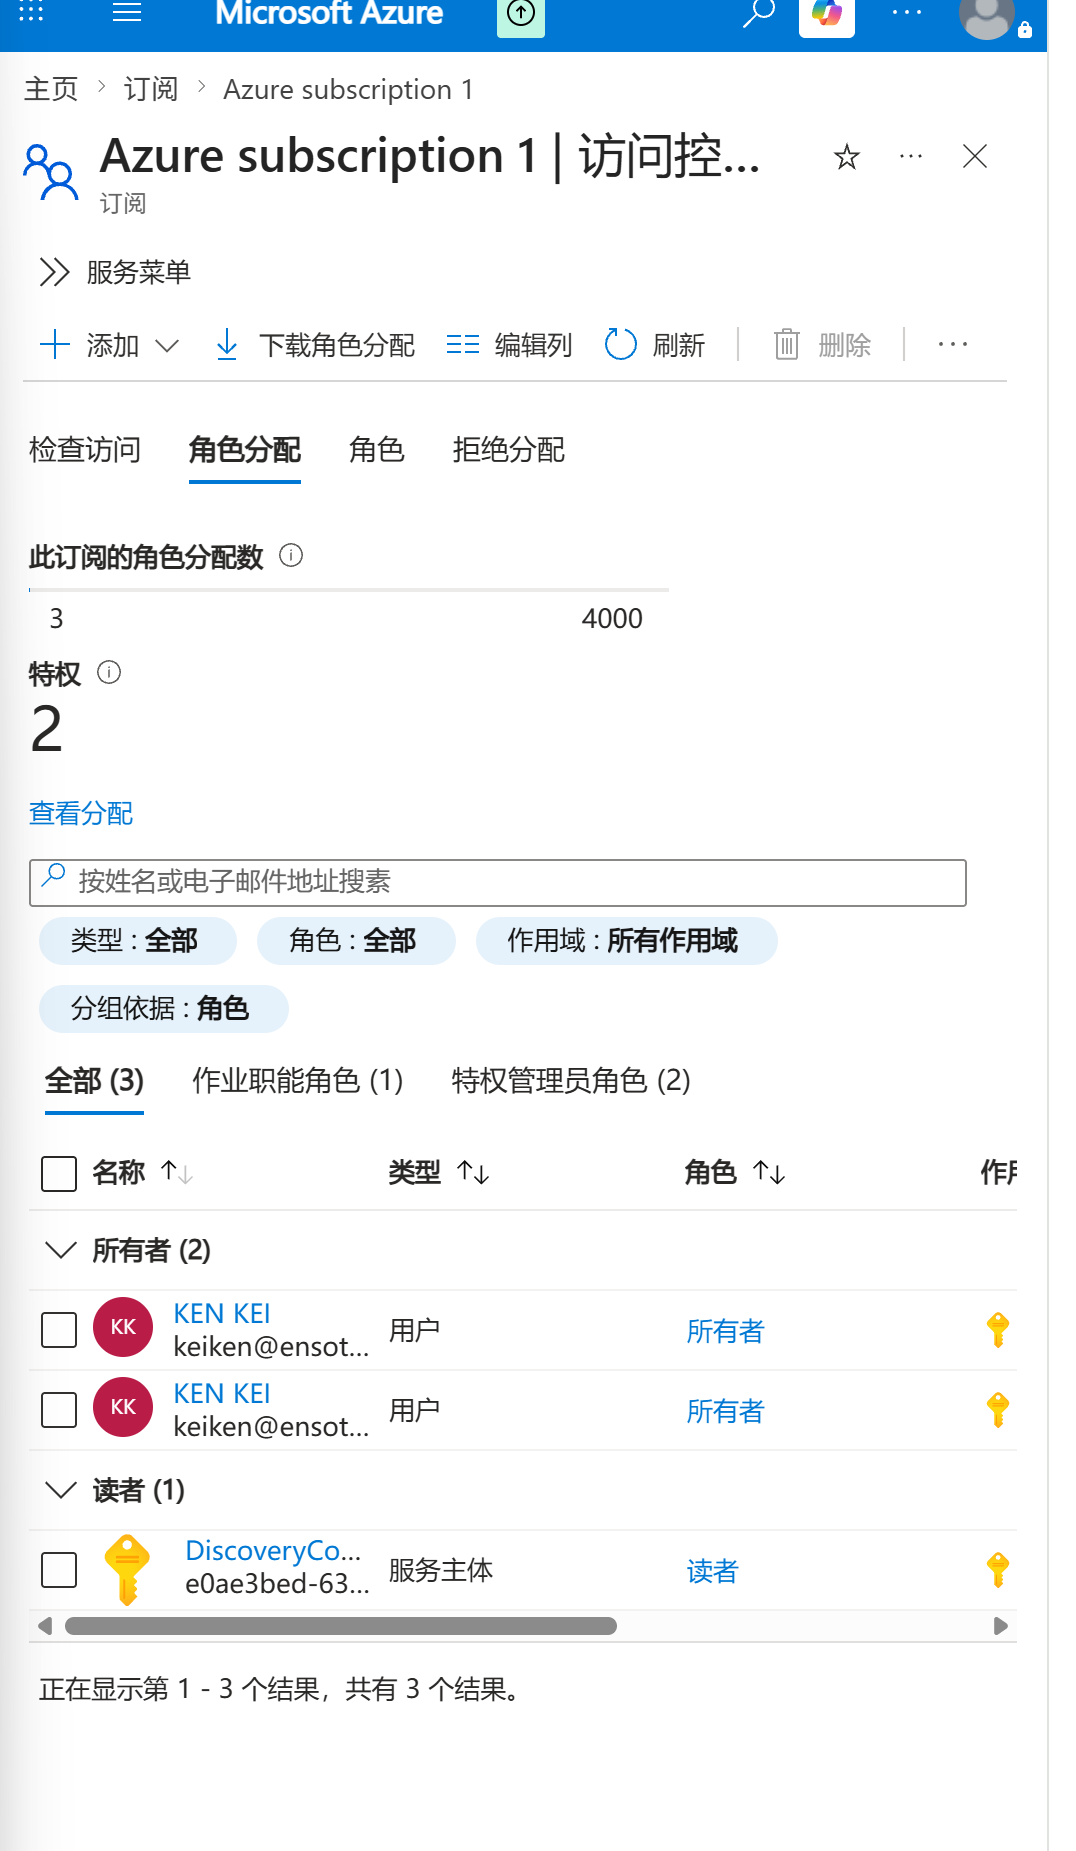 Microsoft Azure
主页 > 订阅 > Azure subscription 1
Azure subscription 1 | 访问控...
订阅
服务菜单
添加 下载角色分配 编辑列 刷新 删除 ...
检查访问 角色分配 角色 拒绝分配
此订阅的角色分配数
3 4000
特权
2
查看分配
按姓名或电子邮件地址搜素
类型 : 全部 角色 : 全部 作用域 : 所有作用域
分组依据 : 角色
全部 (3) 作业职能角色 (1) 特权管理员角色 (2)
名称 ↑↓ 类型 ↑↓ 角色 ↑↓ 作用
所有者 (2)
KK KEN KEI
keiken@ensot... 用户 所有者
KK KEN KEI
keiken@ensot... 用户 所有者
读者 (1)
DiscoveryCo...
e0ae3bed-63... 服务主体 读者
正在显示第 1 - 3 个结果，共有 3 个结果。